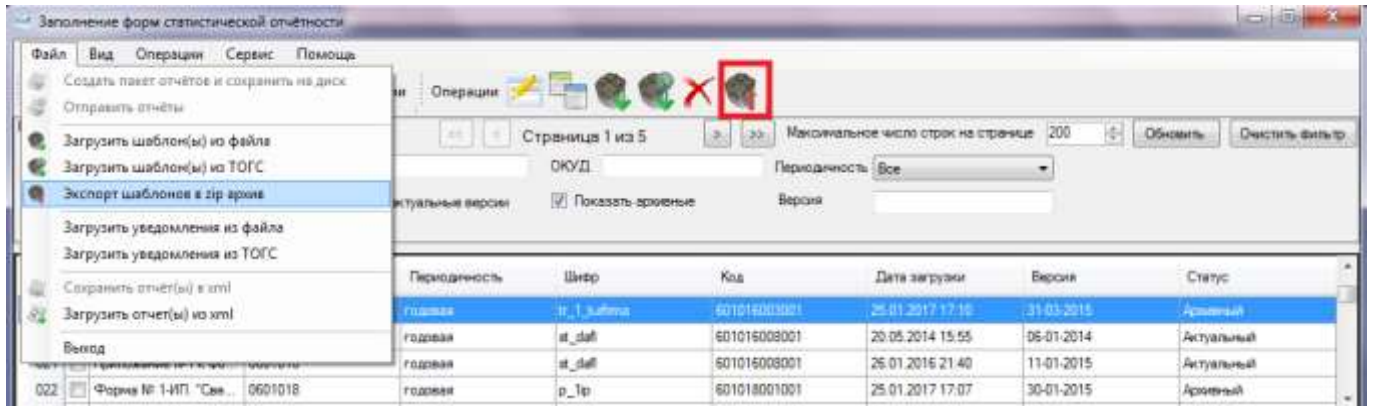 Заполнение форм статистической отчётности
Файл Вид Операции Сервис Помощь
Создать пакет отчётов и сохранить на диск
Отправить отчёты
Загрузить шаблон(ы) из файла
Загрузить шаблон(ы) из ТОГС
Экспорт шаблонов в zip архив
Загрузить уведомления из файла
Загрузить уведомления из ТОГС
Сохранить отчёт(ы) в xml
Загрузить отчет(ы) из xml
Выход
Операции
<< < Страница 1 из 5 > >> Максимальное число строк на странице 200 Обновить Очистить фильтр
ОКУД Периодичность Все
Показать архивные Версия
Периодичность Шифр Код Дата загрузки Версия Статус
годовая 601016003001 25.01.2017 17:10 31-03-2015 Архивный
годовая st_dafl 601016008001 20.05.2014 15:55 06-01-2014 Актуальный
годовая st_dafl 601016008001 26.01.2016 21:40 11-01-2015 Актуальный
022 Форма № 1-ИП "Све... 0601018 годовая p_1ip 601018001001 25.01.2017 17:07 30-01-2015 Архивный